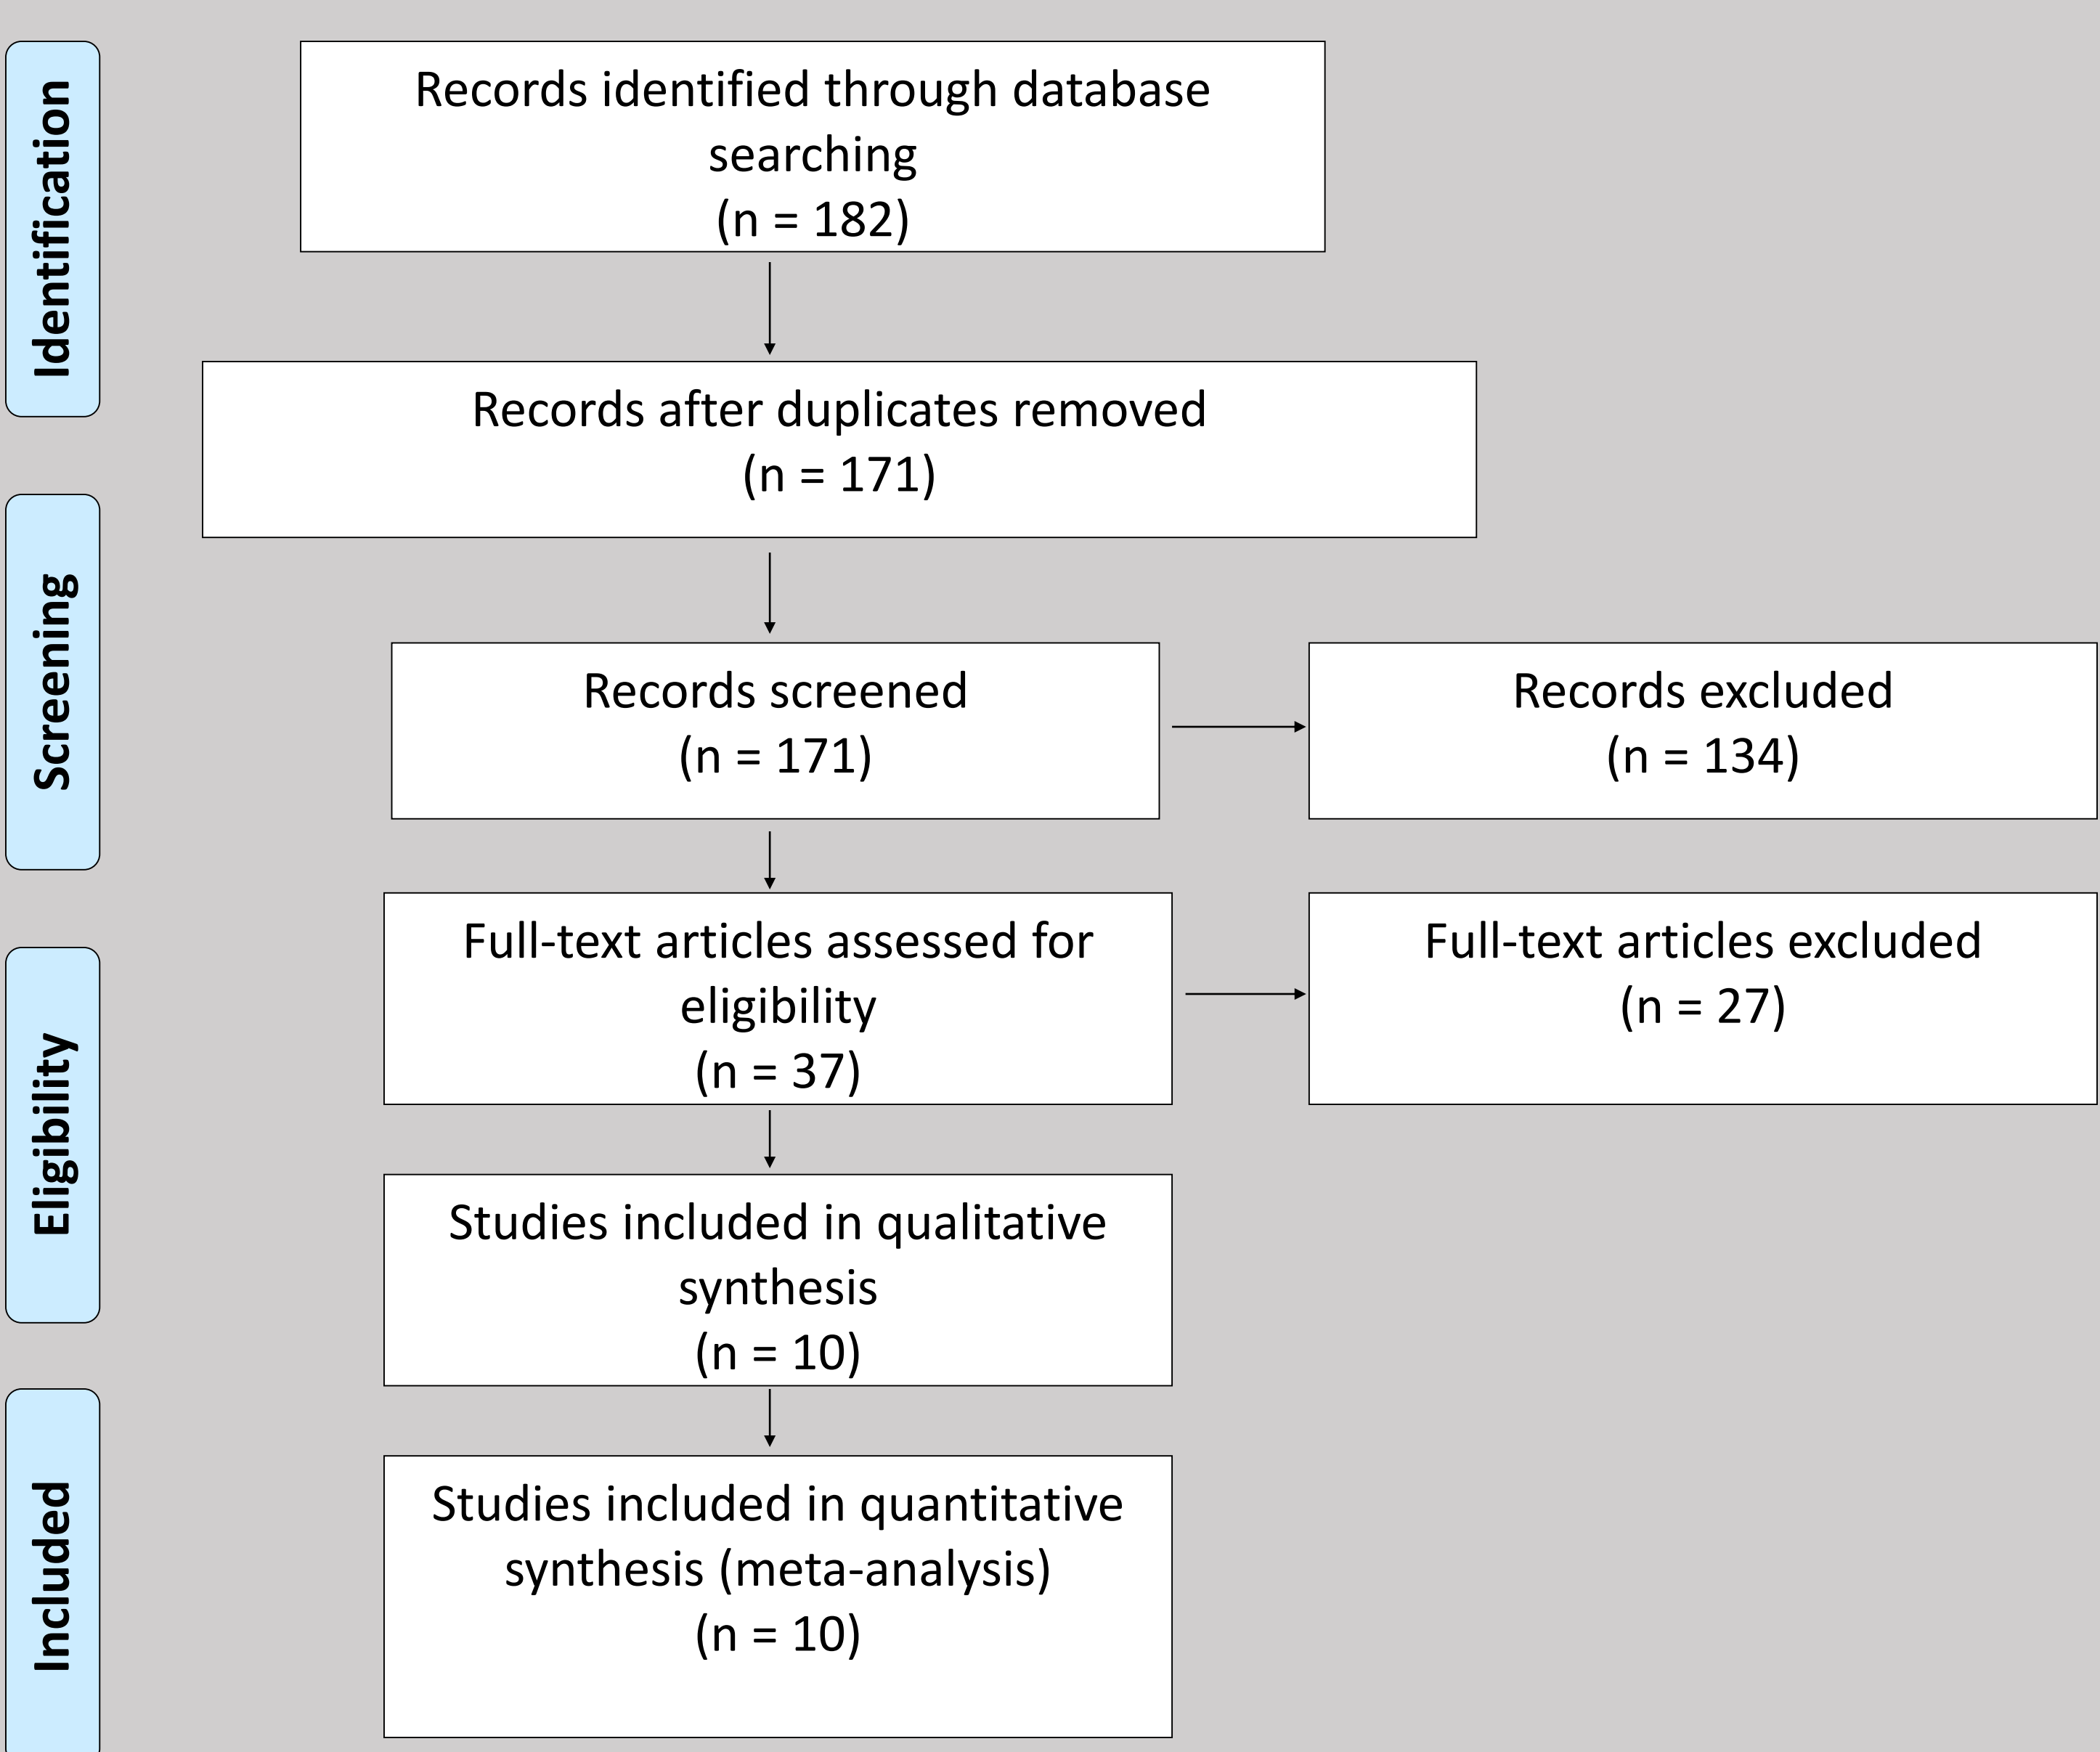 Identification
Records identified through database
searching
(n = 182)
Records after duplicates removed
(n = 171)
Screening
Records screened
(n = 171)
Records excluded
(n = 134)
Eligibility
Full-text articles assessed for
eligibility
(n = 37)
Full-text articles excluded
(n = 27)
Studies included in qualitative
synthesis
(n = 10)
Included
Studies included in quantitative
synthesis (meta-analysis)
(n = 10)